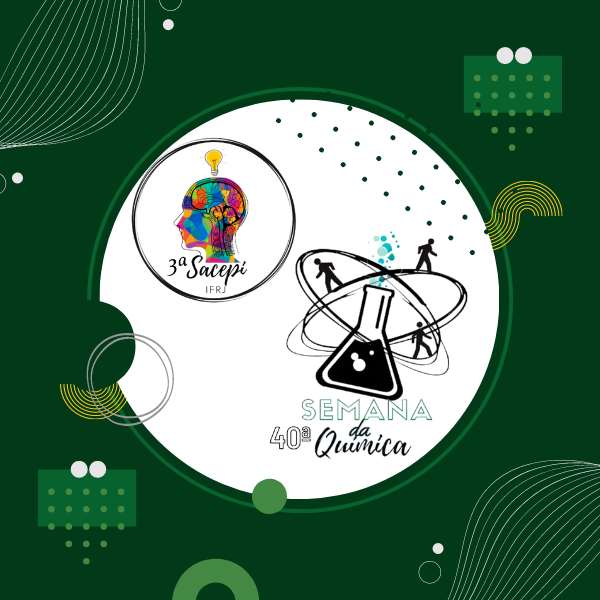 3ª Sacepi
IFRJ
SEMANA
da
40ª Química